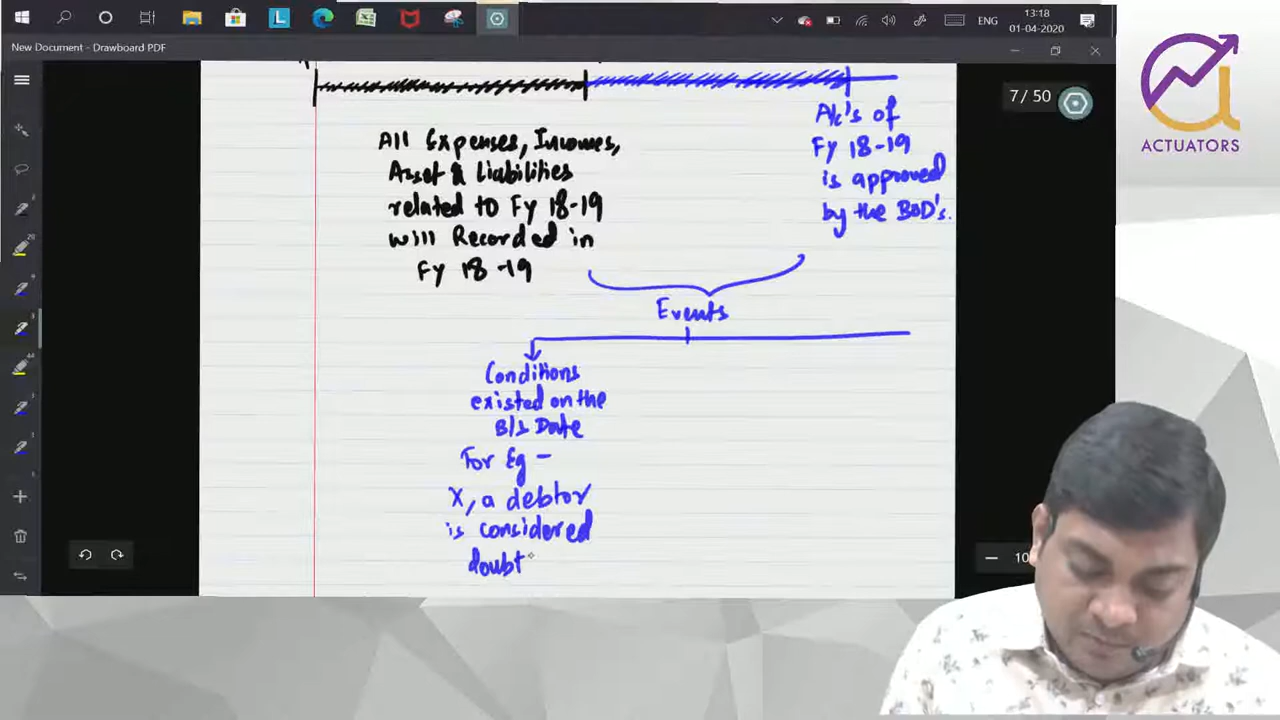 13:18
ENG
01-04-2020
New Document - Drawboard PDF
7 / 50
ACTUATORS
A/c's of
Fy 18-19
is approved
by the BOD's.
All Expenses, Incomes,
Asset & Liabilities
related to Fy 18-19
will Recorded in
Fy 18-19
Events
Conditions
existed on the
B/s Date
For Eg -
X, a debtor
is considered
doubt